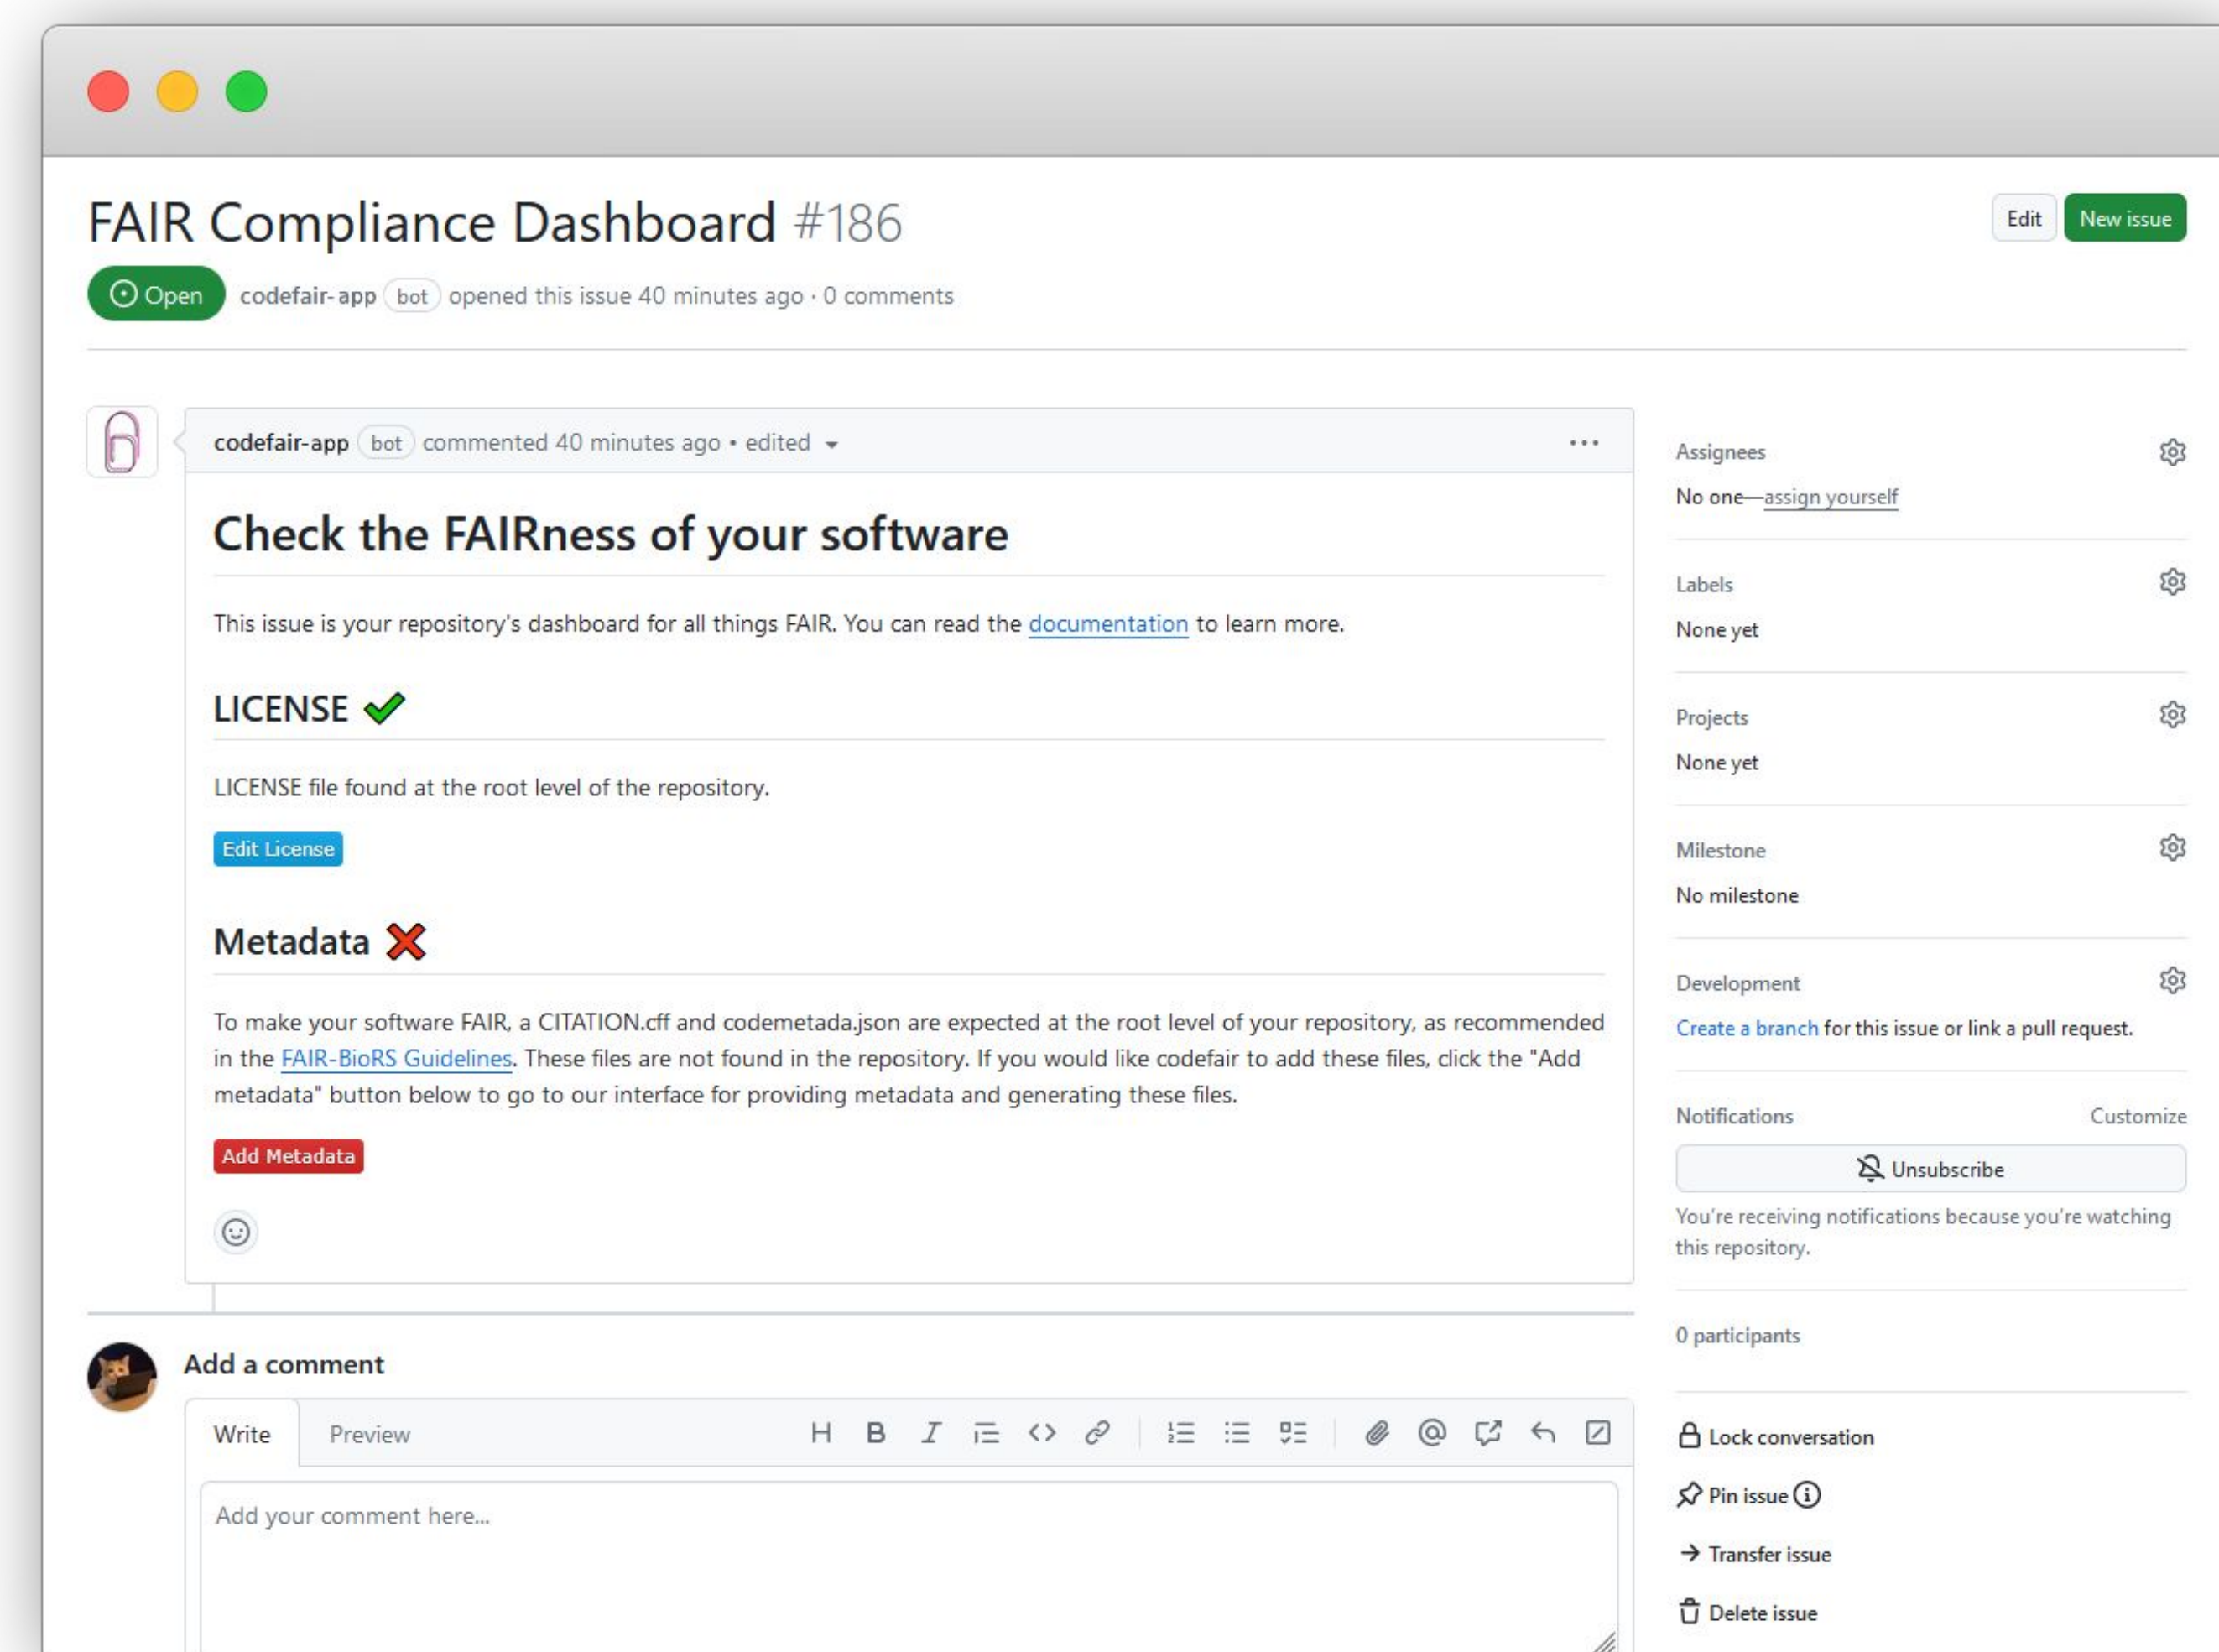 FAIR Compliance Dashboard #186
Edit
New issue
Open
codefair-app bot opened this issue 40 minutes ago · 0 comments
codefair-app bot commented 40 minutes ago • edited
Check the FAIRness of your software
This issue is your repository's dashboard for all things FAIR. You can read the documentation to learn more.
LICENSE
LICENSE file found at the root level of the repository.
Edit License
Metadata
To make your software FAIR, a CITATION.cff and codemetada.json are expected at the root level of your repository, as recommended
in the FAIR-BioRS Guidelines. These files are not found in the repository. If you would like codefair to add these files, click the "Add
metadata" button below to go to our interface for providing metadata and generating these files.
Add Metadata
Add a comment
Write
Preview
Add your comment here...
Assignees
No one—assign yourself
Labels
None yet
Projects
None yet
Milestone
No milestone
Development
Create a branch for this issue or link a pull request.
Notifications
Customize
Unsubscribe
You're receiving notifications because you're watching
this repository.
0 participants
Lock conversation
Pin issue
Transfer issue
Delete issue